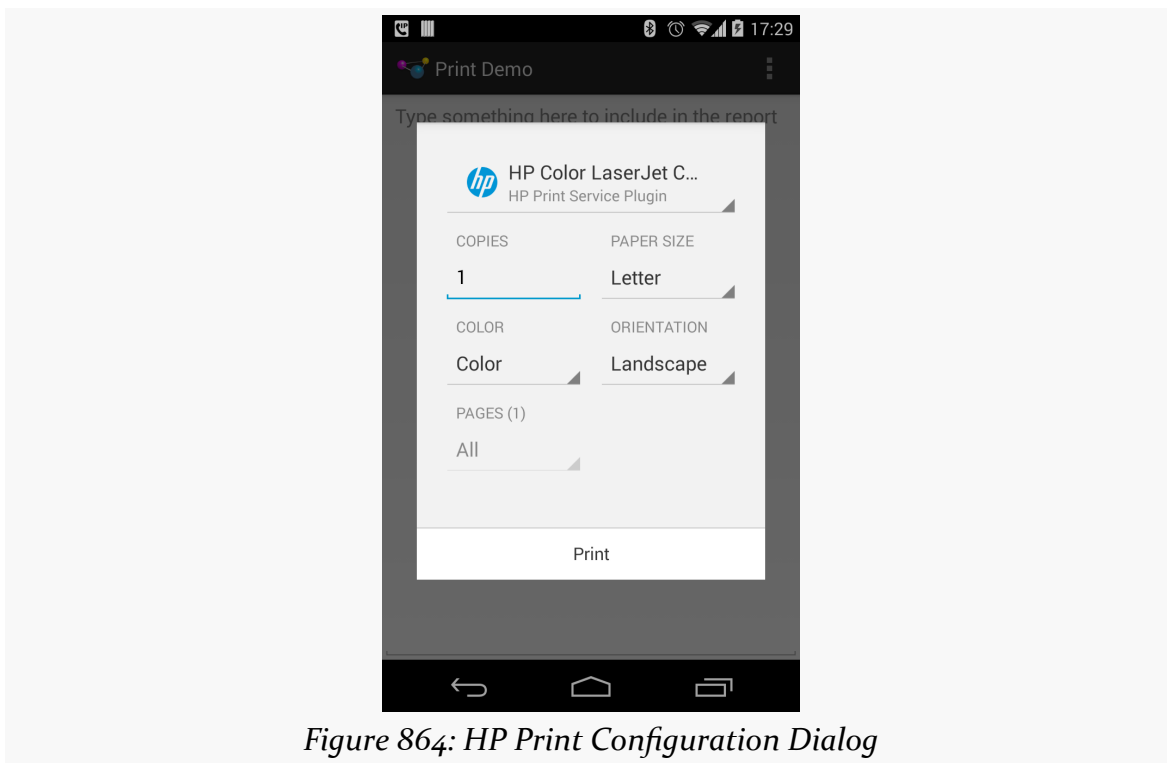 17:29
Print Demo
Type something here to include in the report
hp HP Color LaserJet C...
HP Print Service Plugin
COPIES PAPER SIZE
1 Letter
COLOR ORIENTATION
Color Landscape
PAGES (1)
All
Print
Figure 864: HP Print Configuration Dialog